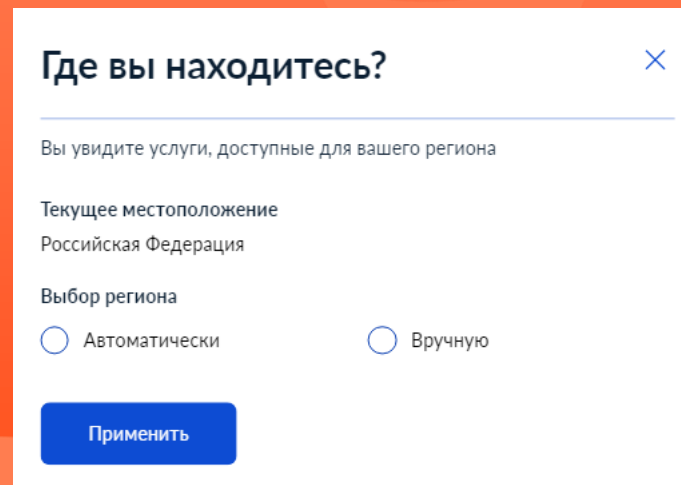 Где вы находитесь?
Вы увидите услуги, доступные для вашего региона
Текущее местоположение
Российская Федерация
Выбор региона
Автоматически
Вручную
Применить